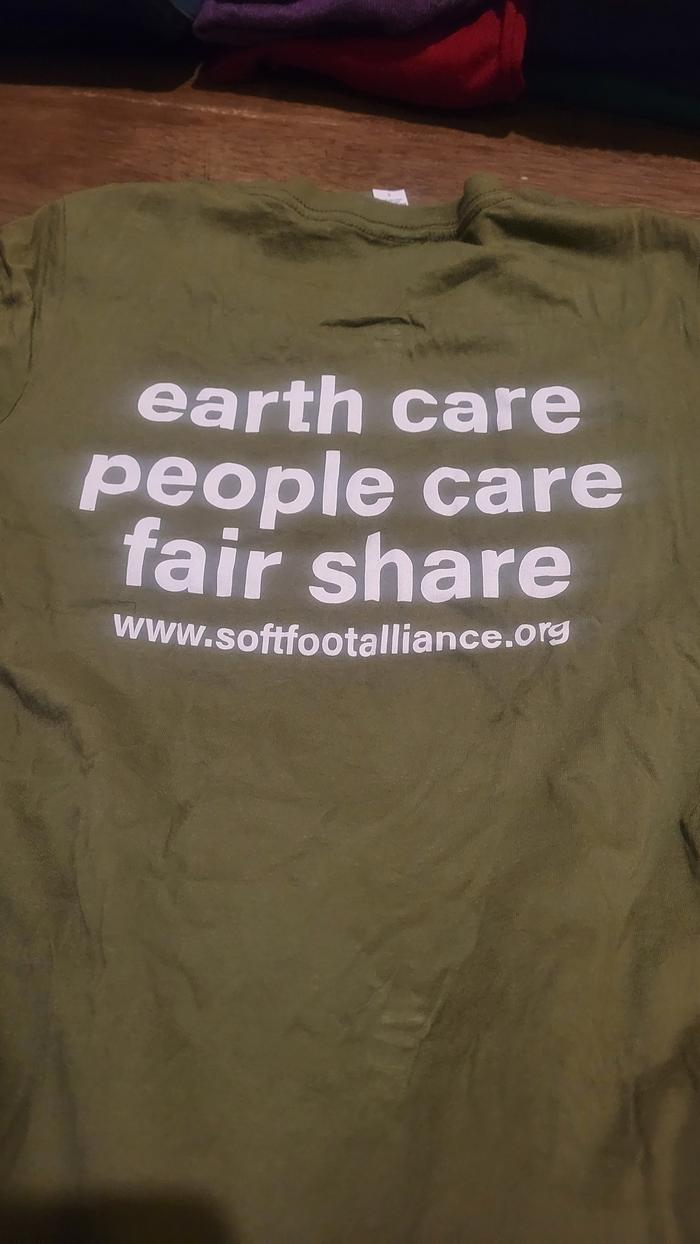 earth care
people care
fair share
www.softfootalliance.org